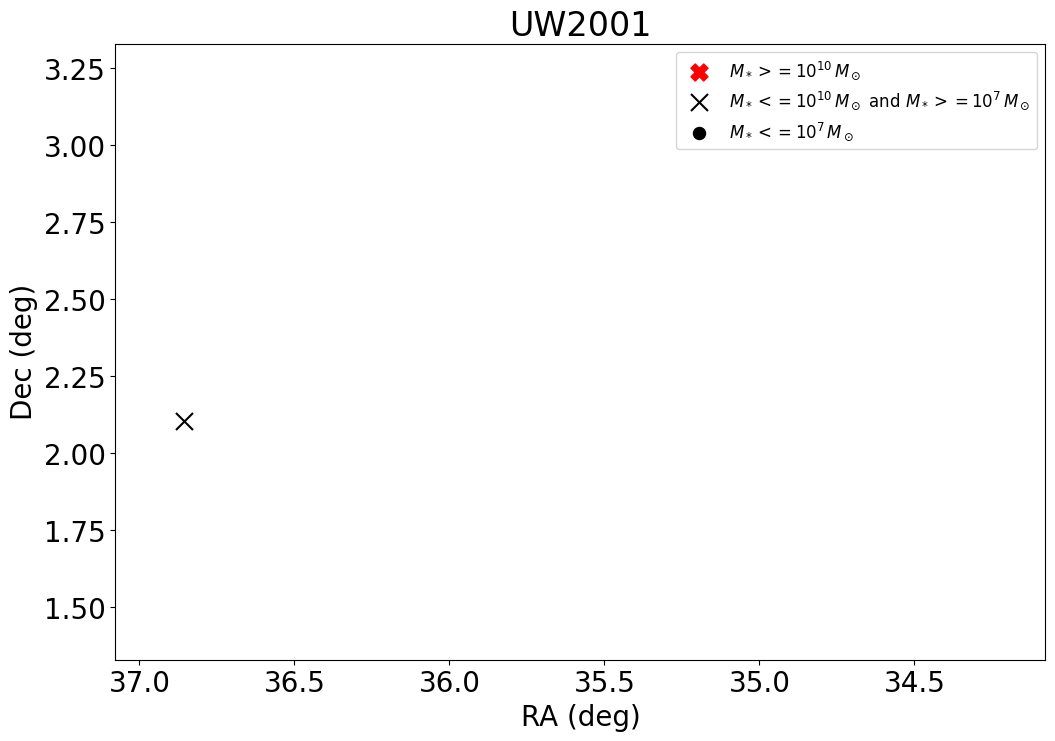 UW2001
M* >= 10^10 M⊙
M* <= 10^10 M⊙ and M* >= 10^7 M⊙
M* <= 10^7 M⊙
3.25
3.00
2.75
2.50
2.25
2.00
1.75
1.50
Dec (deg)
37.0 36.5 36.0 35.5 35.0 34.5
RA (deg)